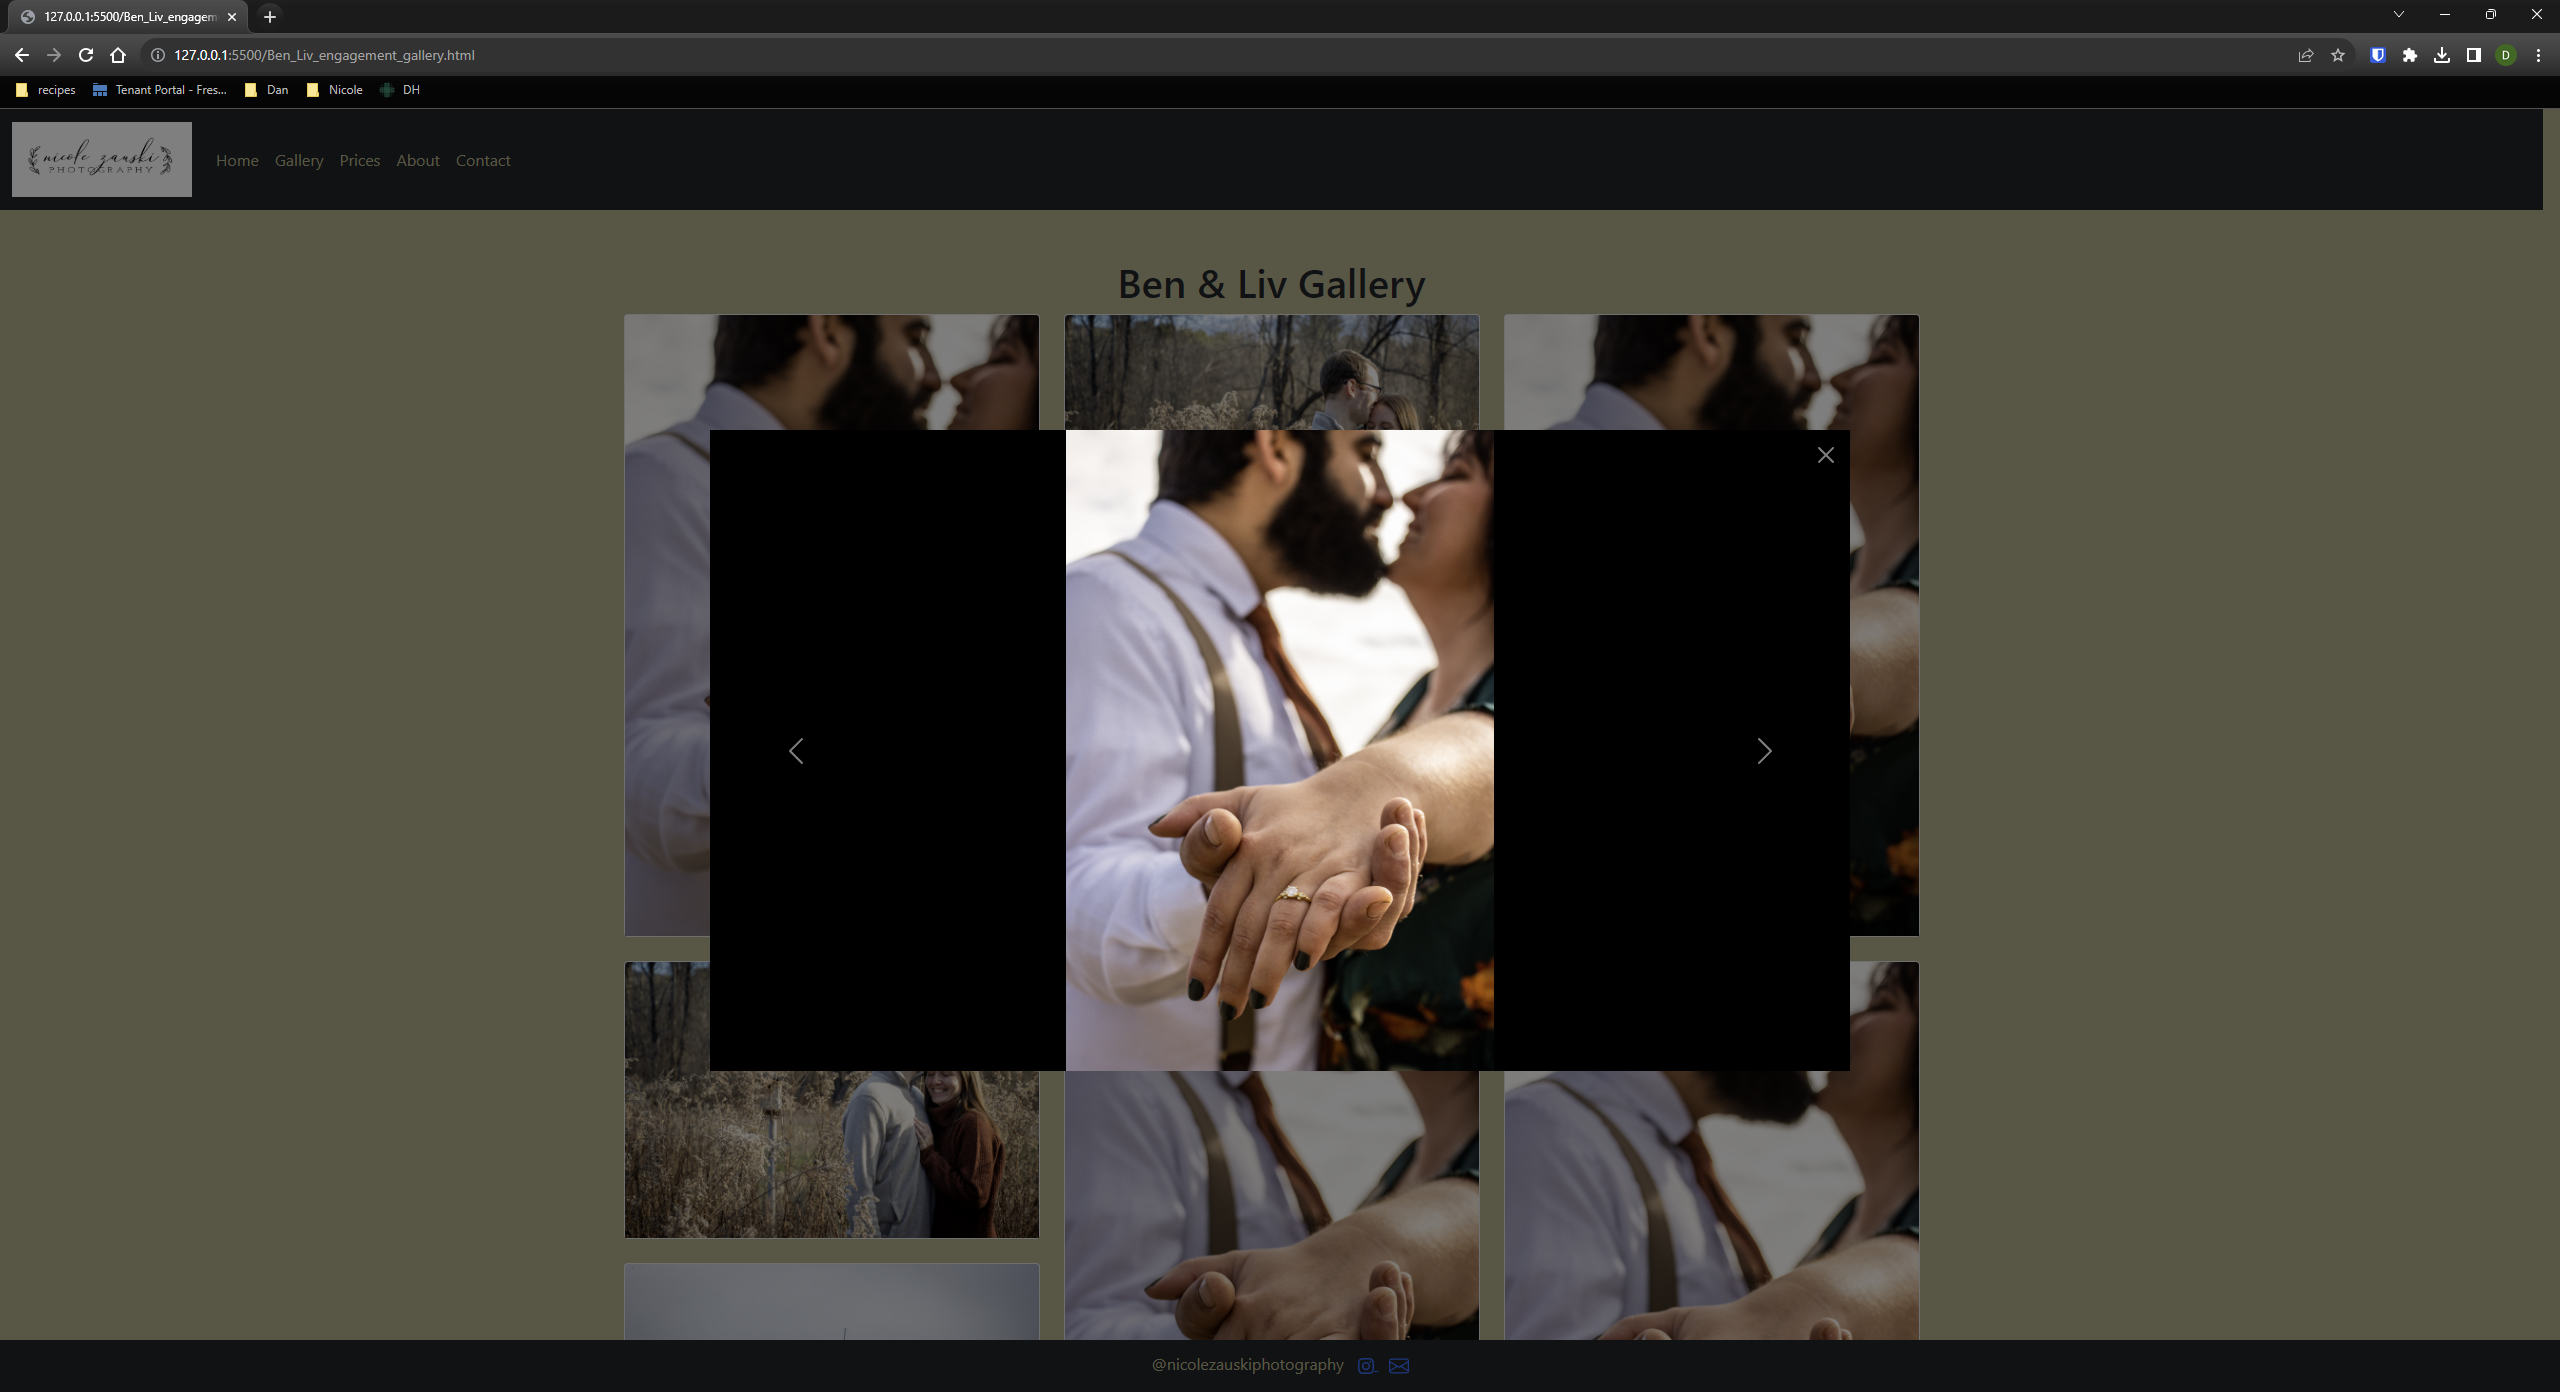 127.0.0.1:5500/Ben_Liv_engagem
127.0.0.1:5500/Ben_Liv_engagement_gallery.html
D
recipes
Tenant Portal - Fres...
Dan
Nicole
DH
nicole zauski
PHOTOGRAPHY
Home
Gallery
Prices
About
Contact
Ben & Liv Gallery
@nicolezauskiphotography